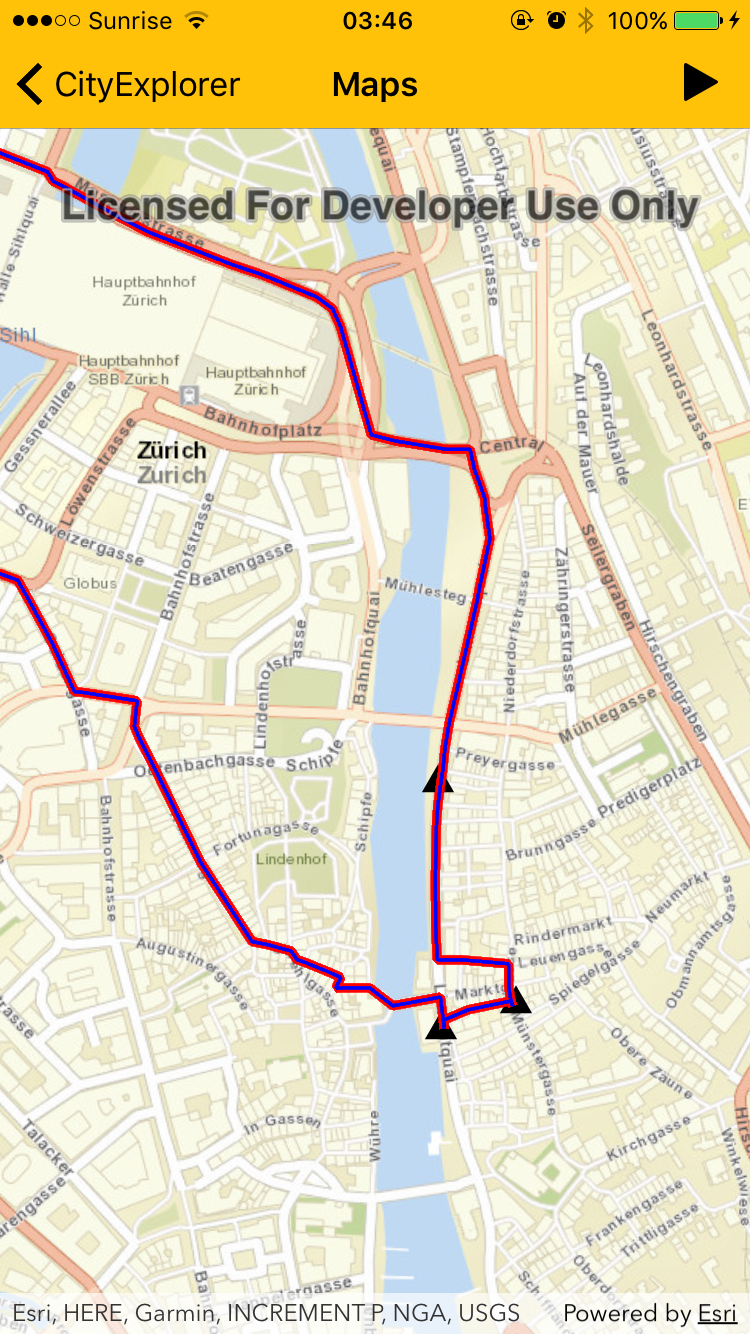 Sunrise 03:46 100%
CityExplorer Maps
Licensed For Developer Use Only
Stampfenbachstrasse
Leonhardstrasse
Hauptbahnhof
Zürich
Sihl
Hauptbahnhof
SBB Zürich
Hauptbahnhof
Zürich
Leonhardshalde
Auf der Mauer
Gessnerallee
Löwenstrasse
Bahnhofplatz
Central
Zürich
Zurich
Schweizergasse
Bahnhofstrasse
Beatengasse
Seilergraben
Globus
Mühlesteg
Zähringerstrasse
Niederdorfstrasse
Bahnhofquai
Hirschengraben
Lindenhofstrasse
Mühlegasse
Oetenbachgasse
Schipfe
Preyergasse
Predigerplatz
Bahnhofstrasse
Fortunagasse
Schipfe
Brunngasse
Lindenhof
Neumarkt
Rindermarkt
Augustinergasse
Leuengasse
Spiegelgasse
Obmannamtsgasse
Münstergasse
Obere Zäune
In Gassen
Wühre
Kirchgasse
Talacker
Winkelwiese
Frankengasse
Trittligasse
Esri, HERE, Garmin, INCREMENT P, NGA, USGS Powered by Esri